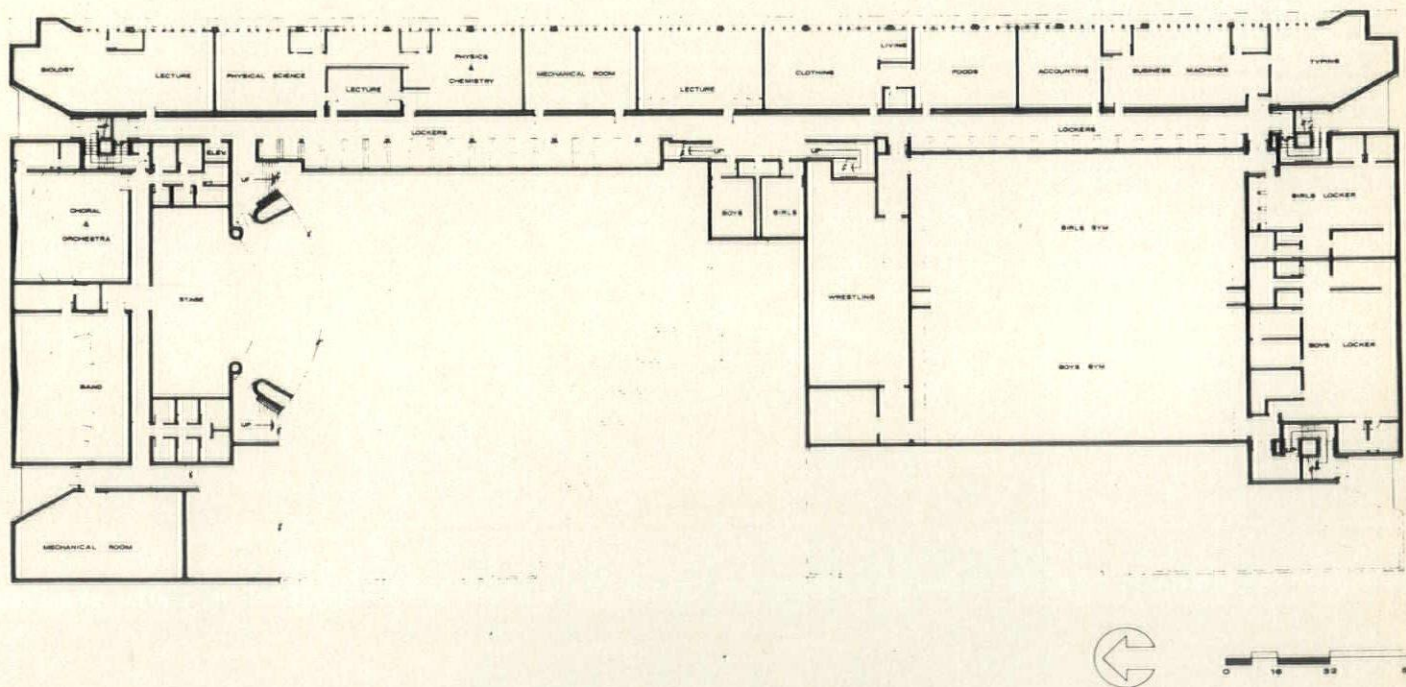 BIOLOGY
LECTURE
PHYSICAL SCIENCE
LECTURE
PHYSICS
&
CHEMISTRY
MECHANICAL ROOM
LECTURE
CLOTHING
LIVING
FOODS
ACCOUNTING
BUSINESS MACHINES
TYPING
LOCKERS
LOCKERS
ELEV
UP
UP
UP
CHORAL
&
ORCHESTRA
BOYS
GIRLS
GIRLS LOCKER
GIRLS GYM
STAGE
WRESTLING
BAND
BOYS GYM
BOYS LOCKER
UP
MECHANICAL ROOM
0 16 32